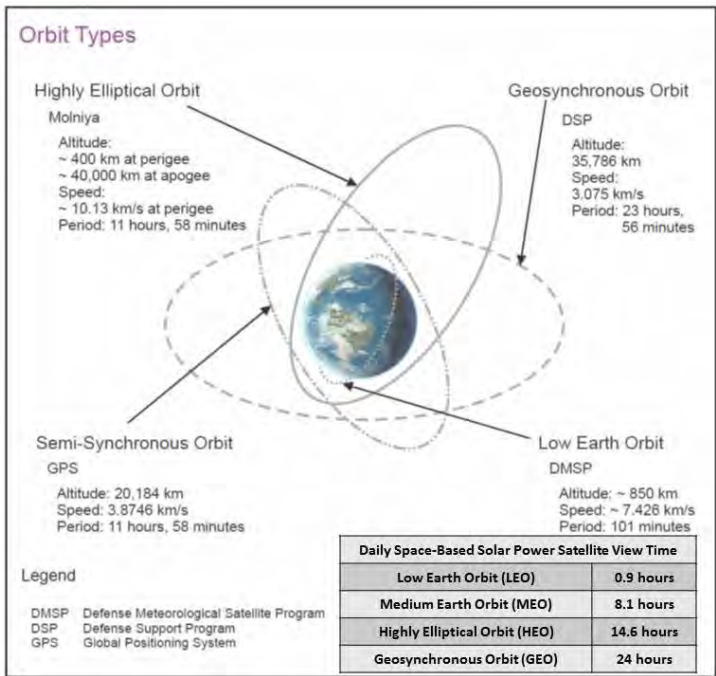 Orbit Types
Highly Elliptical Orbit
Molniya
Altitude:
~ 400 km at perigee
~ 40,000 km at apogee
Speed:
~ 10.13 km/s at perigee
Period: 11 hours, 58 minutes
Geosynchronous Orbit
DSP
Altitude:
35,786 km
Speed:
3.075 km/s
Period: 23 hours,
56 minutes
Semi-Synchronous Orbit
GPS
Altitude: 20,184 km
Speed: 3.8746 km/s
Period: 11 hours, 58 minutes
Low Earth Orbit
DMSP
Altitude: ~ 850 km
Speed: ~ 7.426 km/s
Period: 101 minutes
Legend
DMSP Defense Meteorological Satellite Program
DSP Defense Support Program
GPS Global Positioning System
Daily Space-Based Solar Power Satellite View Time
Low Earth Orbit (LEO) 0.9 hours
Medium Earth Orbit (MEO) 8.1 hours
Highly Elliptical Orbit (HEO) 14.6 hours
Geosynchronous Orbit (GEO) 24 hours